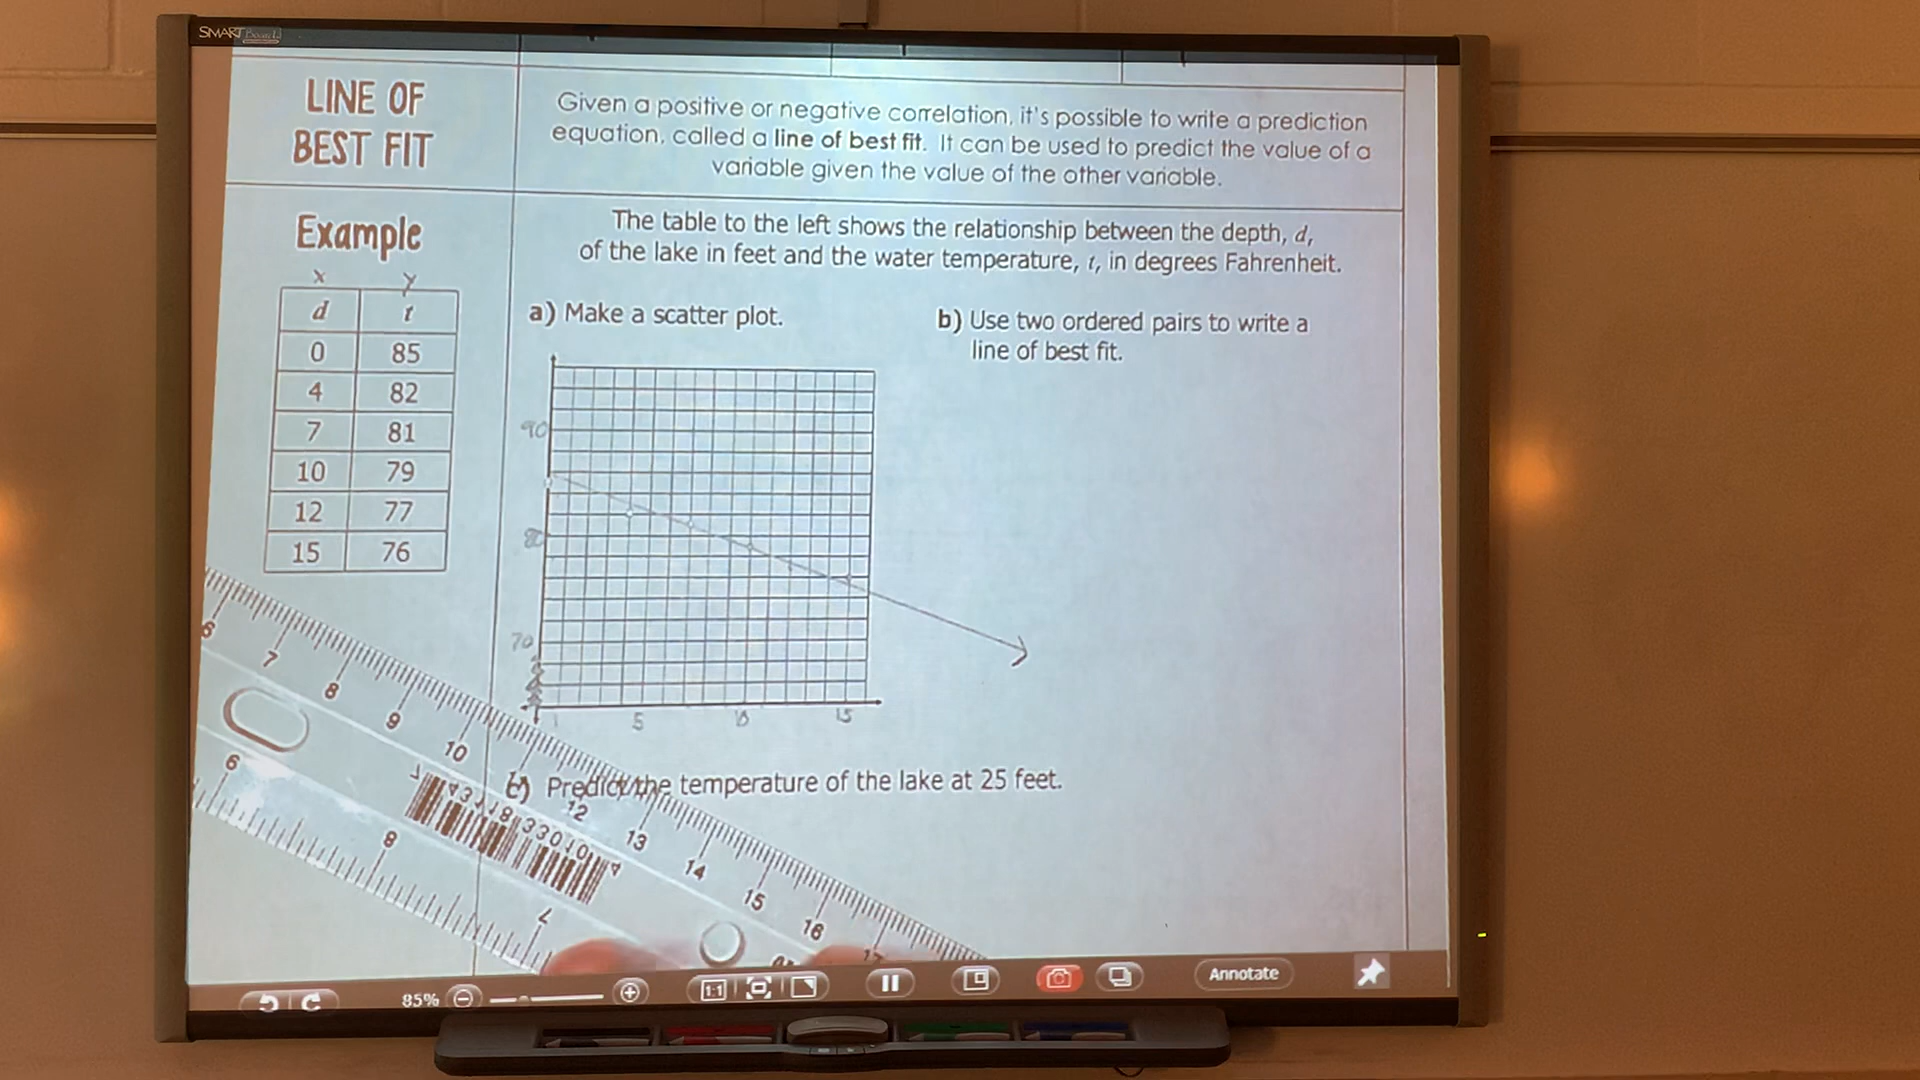 SMART Board
LINE OF
BEST FIT
Given a positive or negative correlation, it's possible to write a prediction
equation, called a line of best fit. It can be used to predict the value of a
variable given the value of the other variable.
Example
The table to the left shows the relationship between the depth, d,
of the lake in feet and the water temperature, t, in degrees Fahrenheit.
x y
d t
0 85
4 82
7 81
10 79
12 77
15 76
a) Make a scatter plot.
b) Use two ordered pairs to write a
line of best fit.
90
80
70
5 10 15
Predict the temperature of the lake at 25 feet.
6 7 8 9 10 12 13 14 15 16 17
6 8
85%
1:1
Annotate